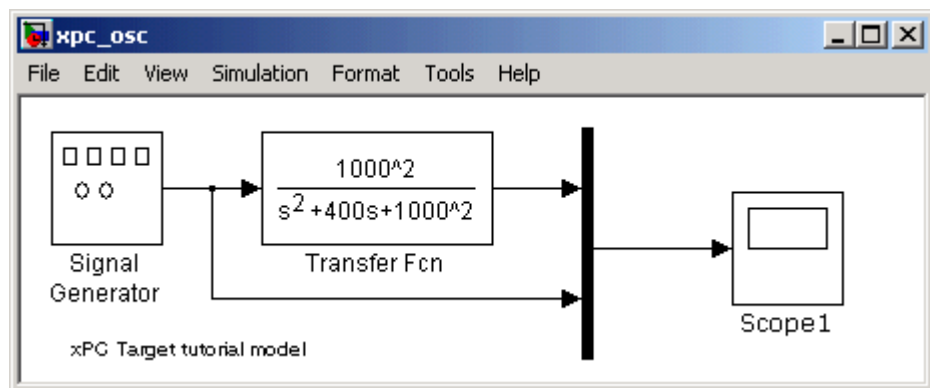 xpc_osc
File Edit View Simulation Format Tools Help
1000^2
s2+400s+1000^2
Signal
Generator
Transfer Fcn
Scope1
xPC Target tutorial model